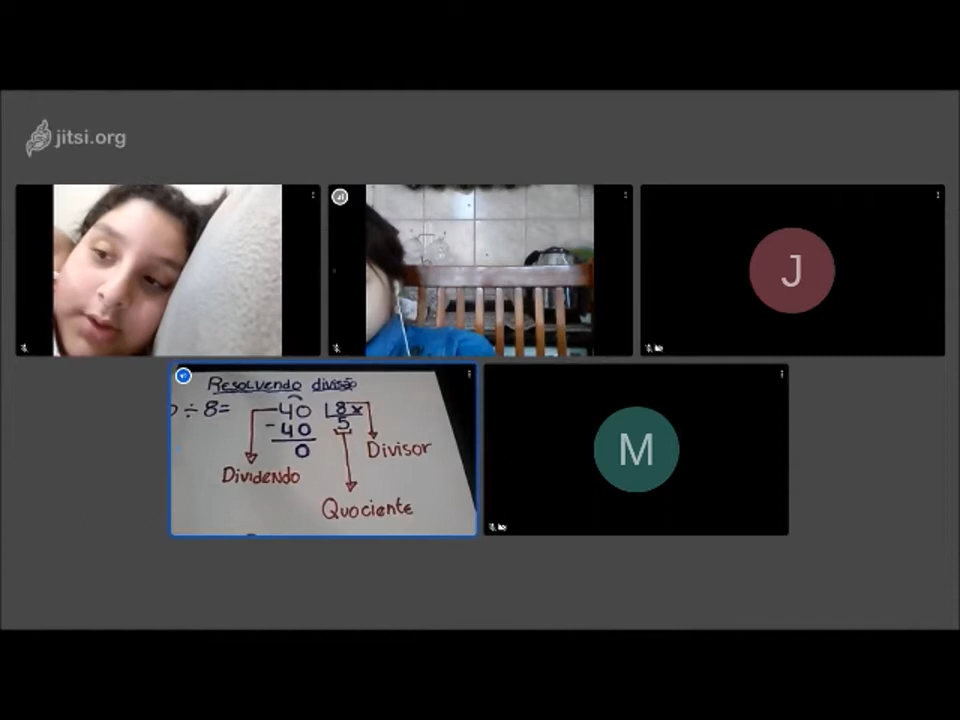 jitsi.org
J
Resolvendo divisão
÷ 8= 40 8 x
- 40 5
0
Divisor
Dividendo
Quociente
M